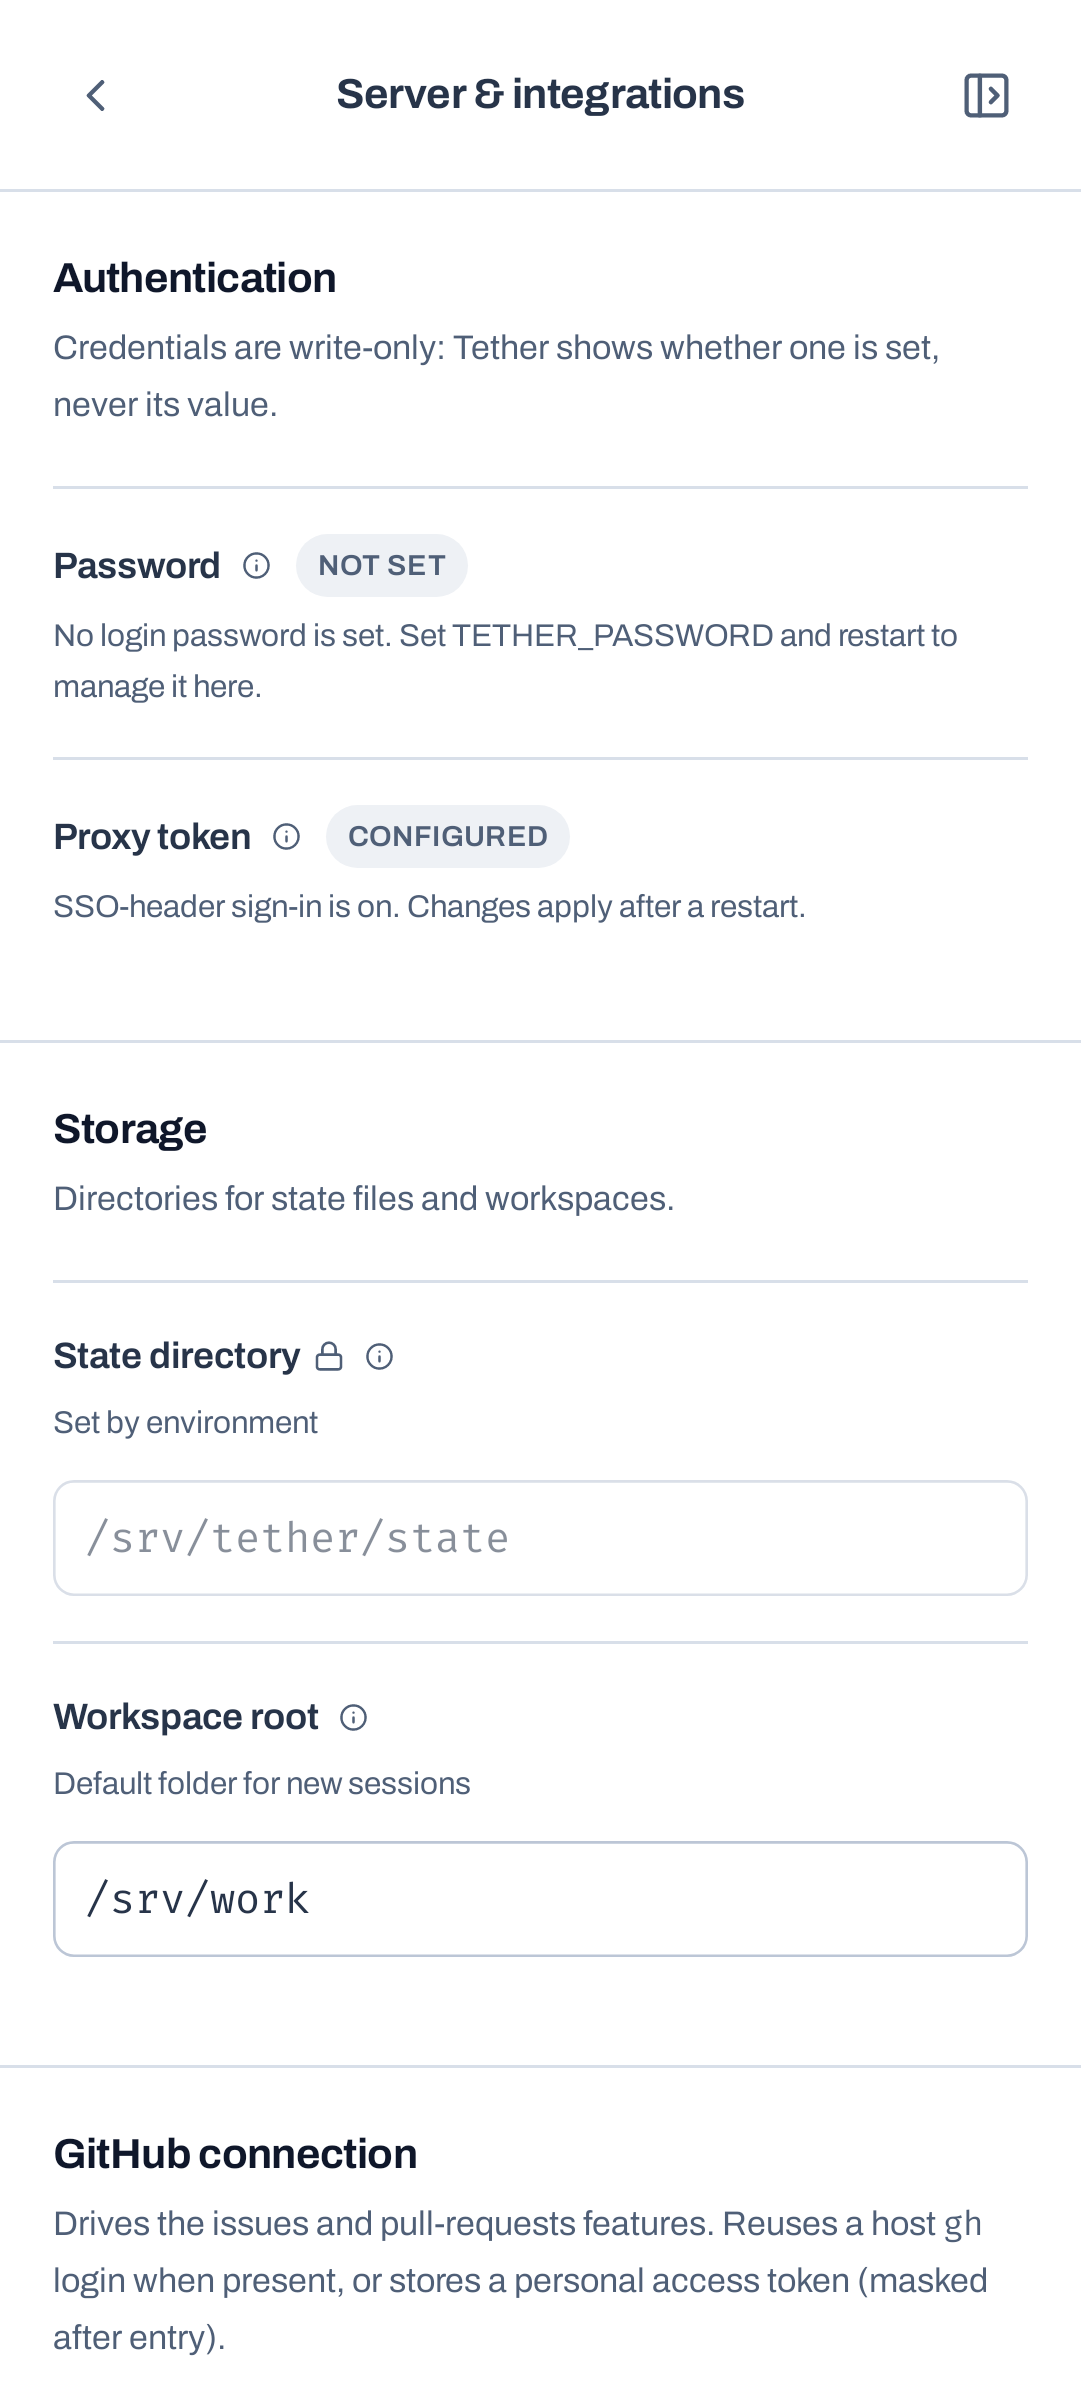 Server & integrations
Authentication
Credentials are write-only: Tether shows whether one is set,
never its value.
Password NOT SET
No login password is set. Set TETHER_PASSWORD and restart to
manage it here.
Proxy token CONFIGURED
SSO-header sign-in is on. Changes apply after a restart.
Storage
Directories for state files and workspaces.
State directory
Set by environment
/srv/tether/state
Workspace root
Default folder for new sessions
/srv/work
GitHub connection
Drives the issues and pull-requests features. Reuses a host gh
login when present, or stores a personal access token (masked
after entry).